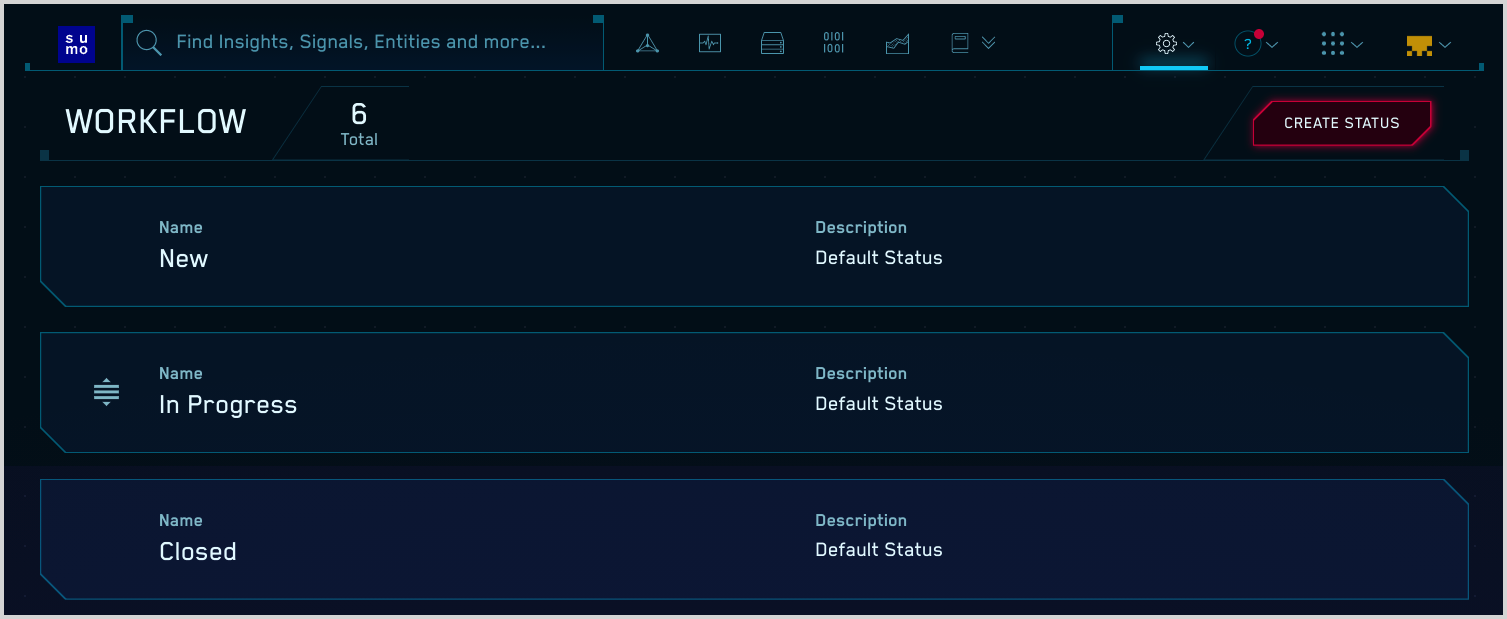 su
mo
Find Insights, Signals, Entities and more...
0101
1001
?
WORKFLOW
6
Total
CREATE STATUS
Name
New
Description
Default Status
Name
In Progress
Description
Default Status
Name
Closed
Description
Default Status